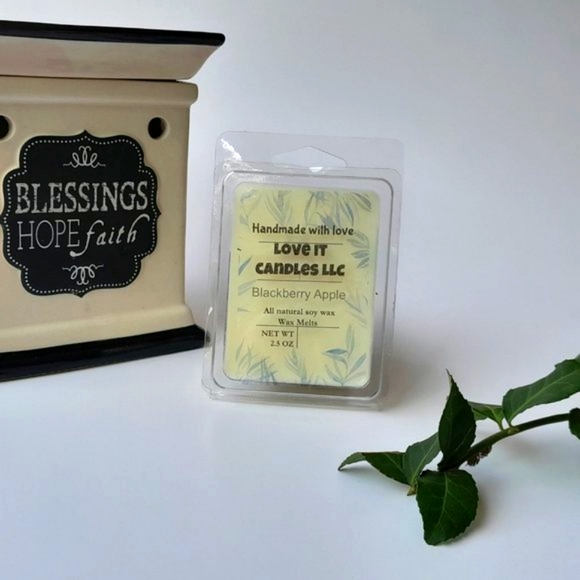 BLESSINGS
HOPE faith
Handmade with love
LOVE IT
CANDLES LLC
Blackberry Apple
All natural soy wax
Wax Melts
NET WT
2.5 OZ